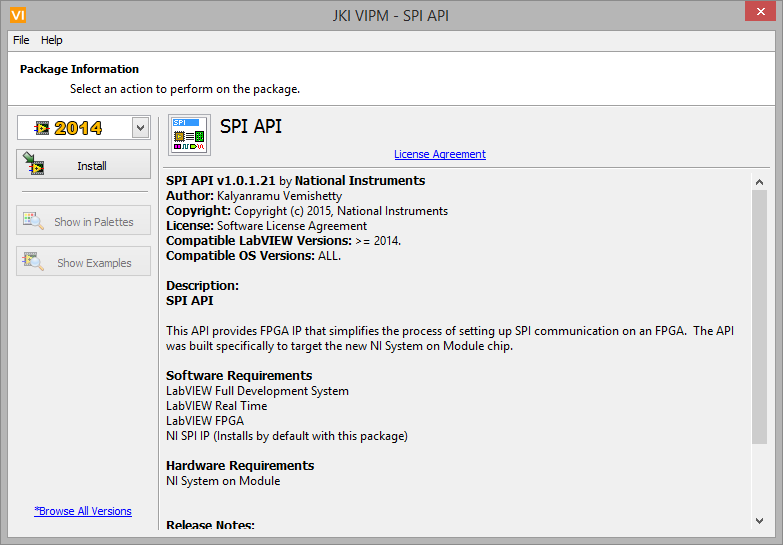 VI
JKI VIPM - SPI API
File Help
Package Information
Select an action to perform on the package.
2014
SPI
SPI API
Install
License Agreement
SPI API v1.0.1.21 by National Instruments
Author: Kalyanramu Vemishetty
Copyright: Copyright (c) 2015, National Instruments
License: Software License Agreement
Compatible LabVIEW Versions: >= 2014.
Compatible OS Versions: ALL.
Show in Palettes
Show Examples
Description:
SPI API
This API provides FPGA IP that simplifies the process of setting up SPI communication on an FPGA.  The API
was built specifically to target the new NI System on Module chip.
Software Requirements
LabVIEW Full Development System
LabVIEW Real Time
LabVIEW FPGA
NI SPI IP (Installs by default with this package)
Hardware Requirements
NI System on Module
*Browse All Versions
Release Notes: